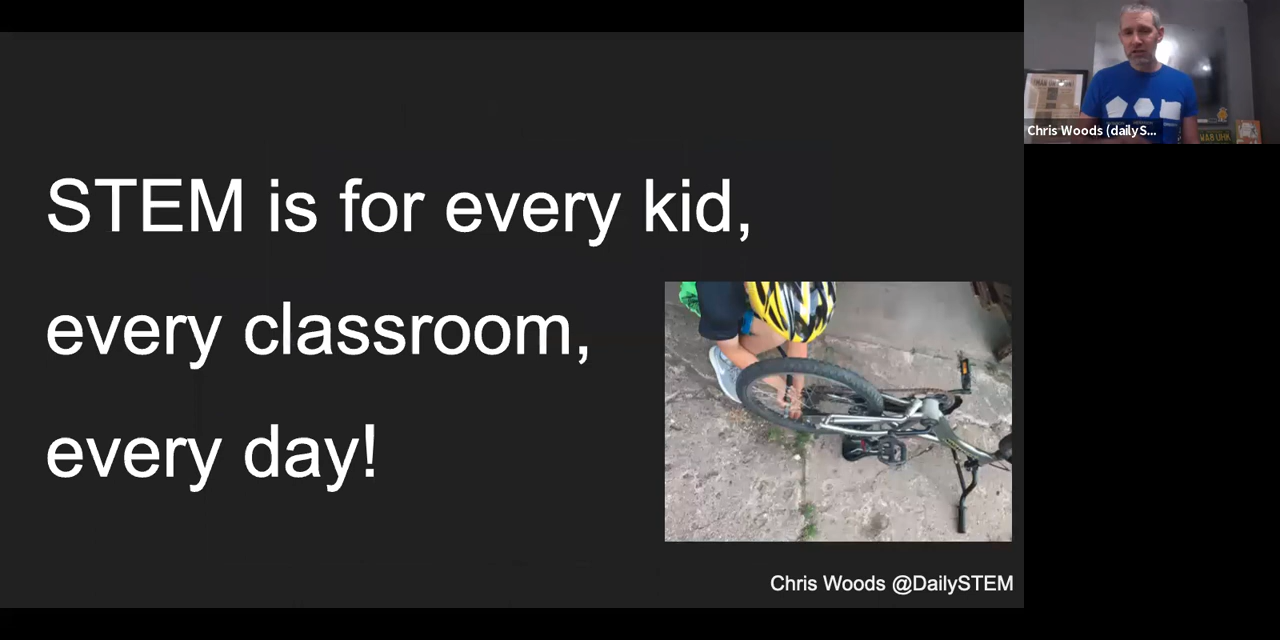 STEM is for every kid,
every classroom,
every day!
Chris Woods @DailySTEM
Chris Woods (dailyS...